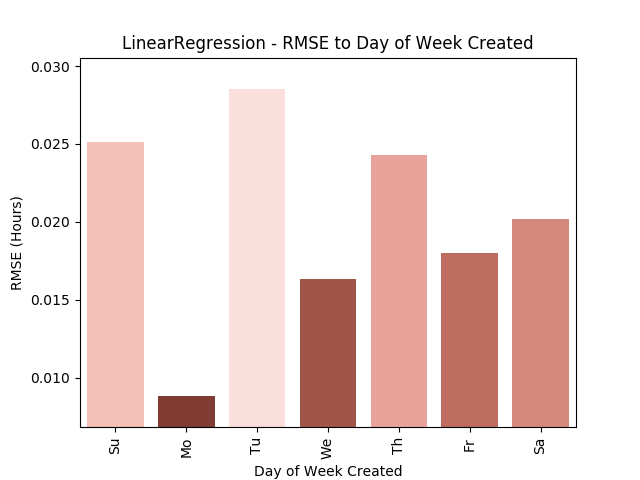 LinearRegression - RMSE to Day of Week Created
0.030
0.025
0.020
0.015
0.010
RMSE (Hours)
Su Mo Tu We Th Fr Sa
Day of Week Created